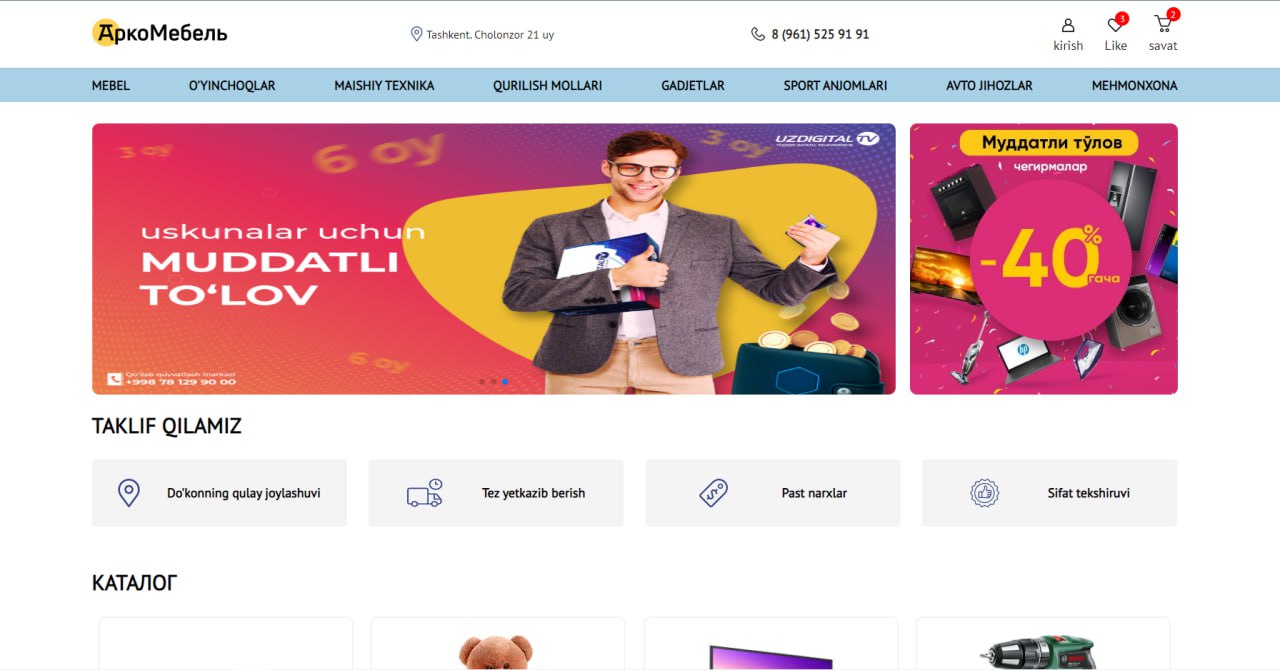 АркоМебель
Tashkent. Cholonzor 21 uy
8 (961) 525 91 91
3
2
kirish
Like
savat
MEBEL
O'YINCHOQLAR
MAISHIY TEXNIKA
QURILISH MOLLARI
GADJETLAR
SPORT ANJOMLARI
AVTO JIHOZLAR
MEHMONXONA
3 oy
6 oy
3 oy
UZDIGITAL TV
uskunalar uchun
MUDDATLI
TO‘LOV
6 oy
Qo‘llab quvvatlash markazi
+998 78 129 90 00
Муддатли тўлов
чегирмалар
-40%
гача
hp
TAKLIF QILAMIZ
Do'konning qulay joylashuvi
Tez yetkazib berish
Past narxlar
Sifat tekshiruvi
КАТАЛОГ
BOSCH